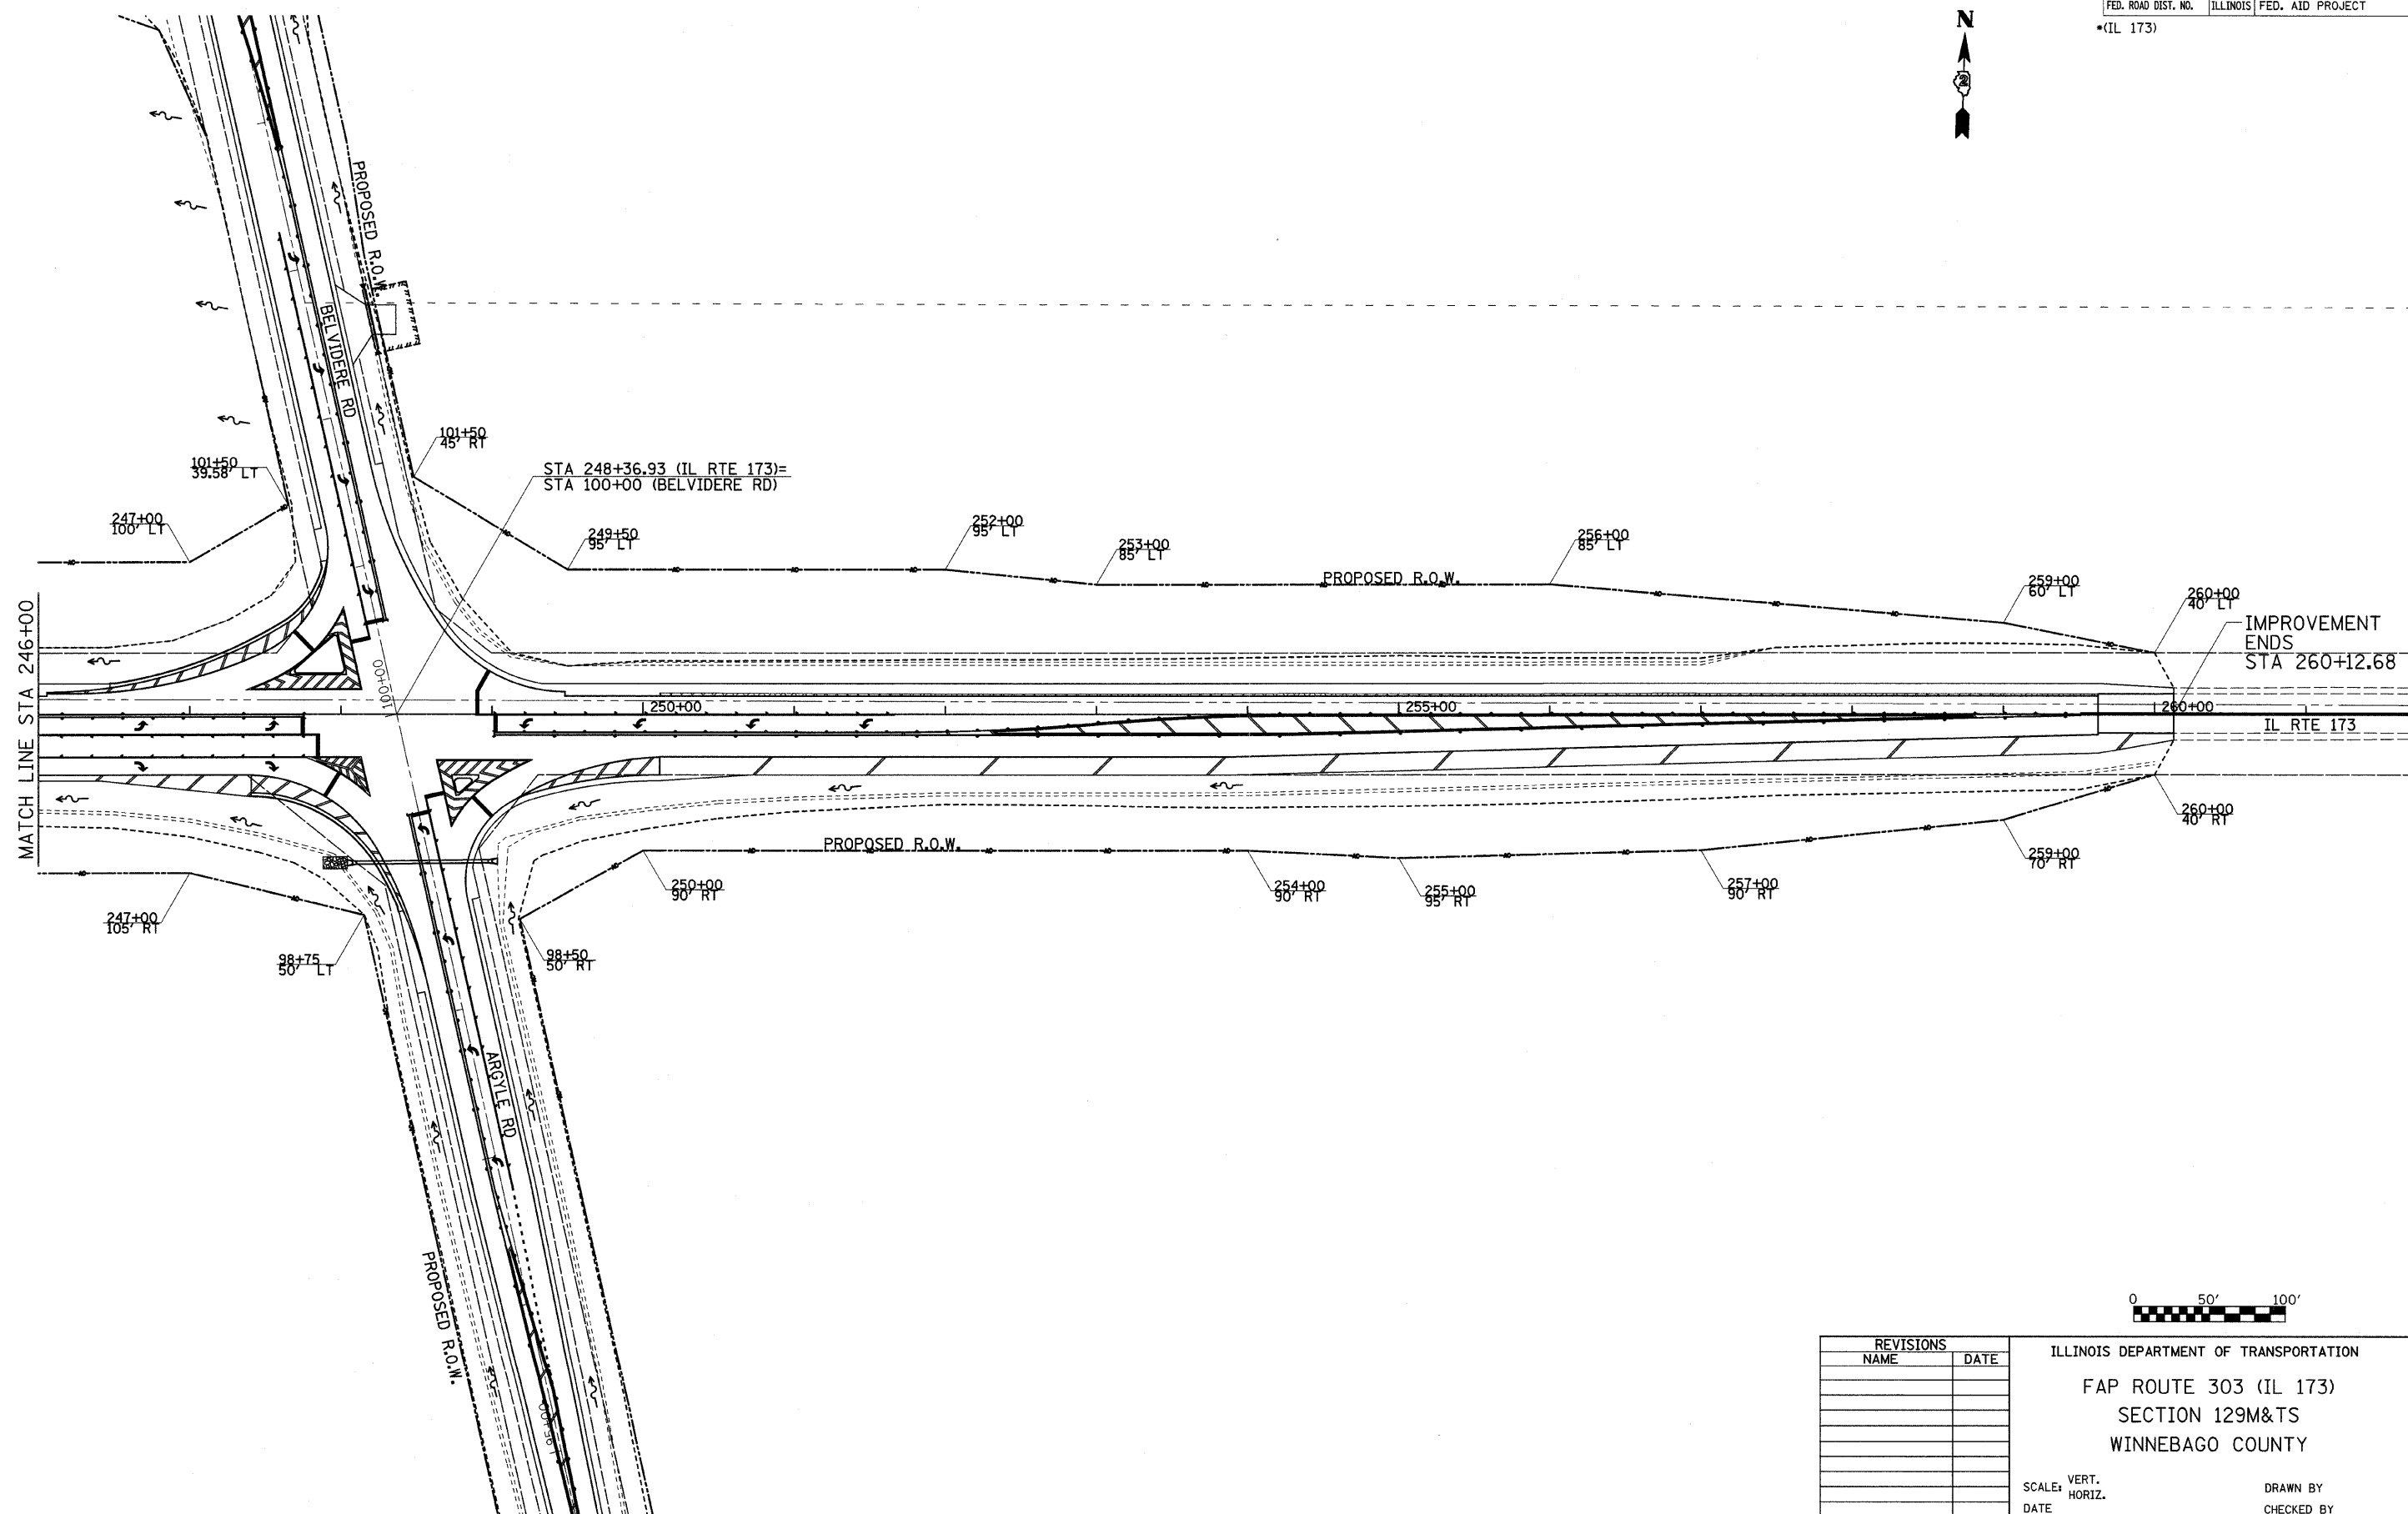 FED. ROAD DIST. NO. ILLINOIS FED. AID PROJECT
*(IL 173)
N
2
PROPOSED R.O.W.
BELVIDERE RD
101+50
45' RT
101+50
39.58' LT
STA 248+36.93 (IL RTE 173)=
STA 100+00 (BELVIDERE RD)
247+00
100' LT
249+50
95' LT
252+00
95' LT
253+00
85' LT
256+00
85' LT
PROPOSED R.O.W.
259+00
60' LT
260+00
40' LT
IMPROVEMENT
ENDS
STA 260+12.68
MATCH LINE STA 246+00
100+00
250+00
255+00
260+00
IL RTE 173
PROPOSED R.O.W.
247+00
105' RT
98+75
50' LT
98+50
50' RT
250+00
90' RT
254+00
90' RT
255+00
95' RT
257+00
90' RT
259+00
70' RT
260+00
40' RT
ARGYLE RD
PROPOSED R.O.W.
95+00
0 50' 100'
REVISIONS
NAME DATE
ILLINOIS DEPARTMENT OF TRANSPORTATION
FAP ROUTE 303 (IL 173)
SECTION 129M&TS
WINNEBAGO COUNTY
SCALE: VERT.
HORIZ.
DATE
DRAWN BY
CHECKED BY